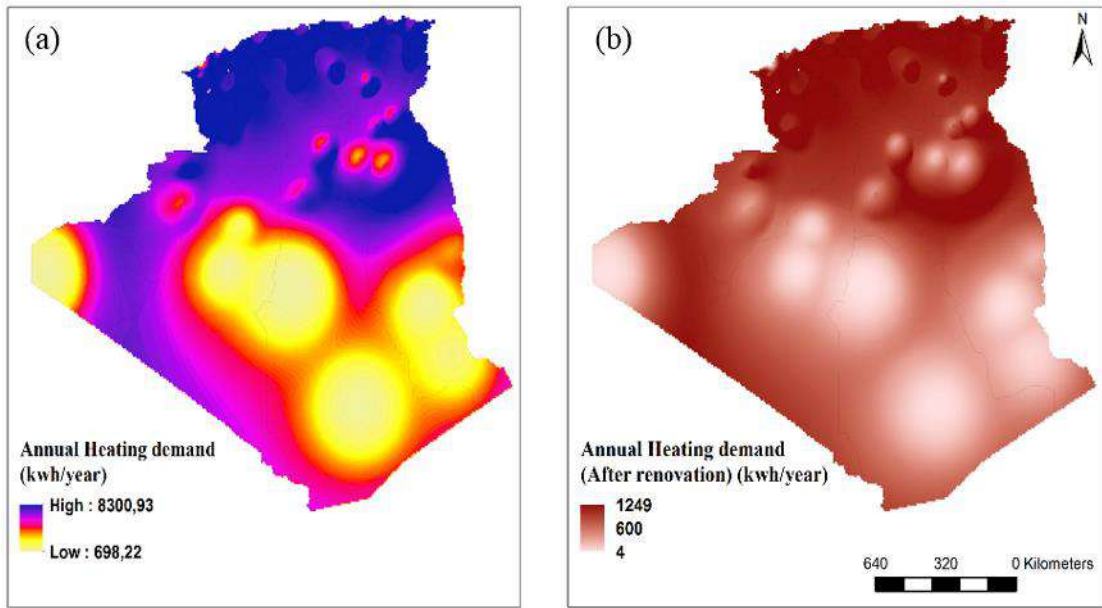 (a)
Annual Heating demand
(kwh/year)
High : 8300,93
Low : 698,22
(b)
N
Annual Heating demand
(After renovation) (kwh/year)
1249
600
4
640 320 0 Kilometers